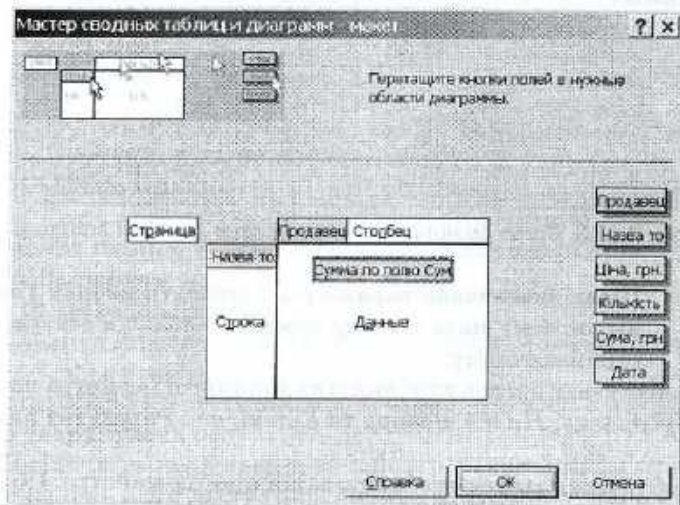 Мастер сводных таблиц и диаграмм - макет
Перетащите кнопки полей в нужные
области диаграммы.
Страница
Продавец Столбец
Назва то
Сумма по полю Сум
Строка
Данные
Продавец
Назва то
Ціна, грн.
Кількість
Сума, грн
Дата
Справка
ОК
Отмена